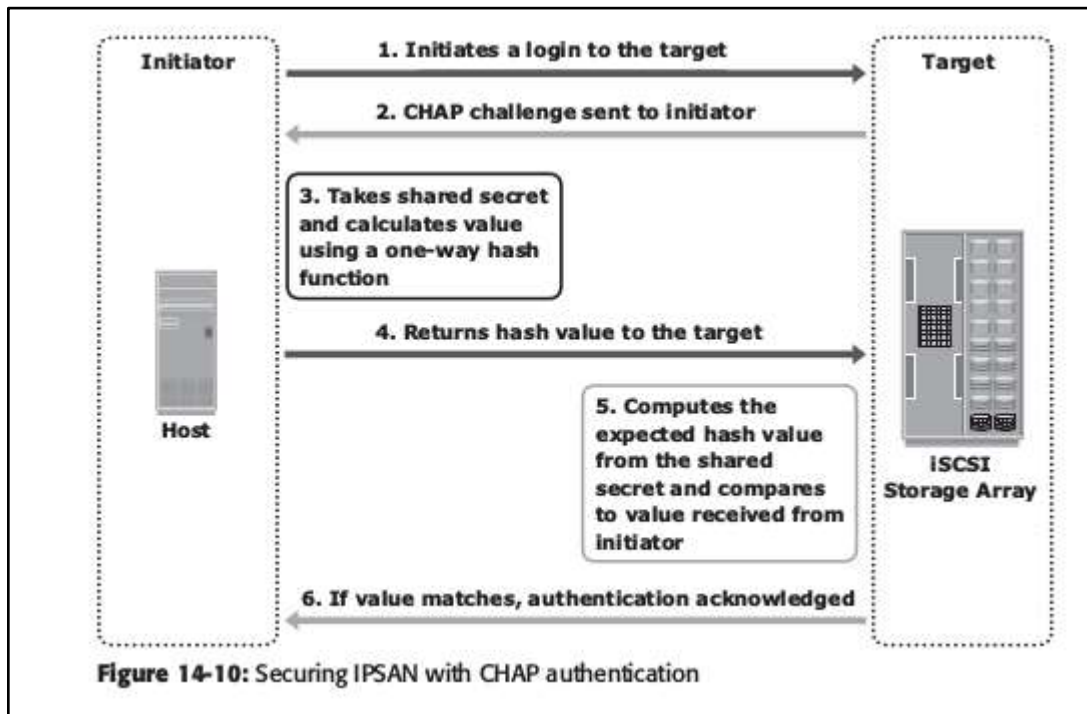 Initiator
1. Initiates a login to the target
Target
2. CHAP challenge sent to initiator
3. Takes shared secret
and calculates value
using a one-way hash
function
4. Returns hash value to the target
Host
5. Computes the
expected hash value
from the shared
secret and compares
to value received from
initiator
iSCSI
Storage Array
6. If value matches, authentication acknowledged
Figure 14-10: Securing IPSAN with CHAP authentication